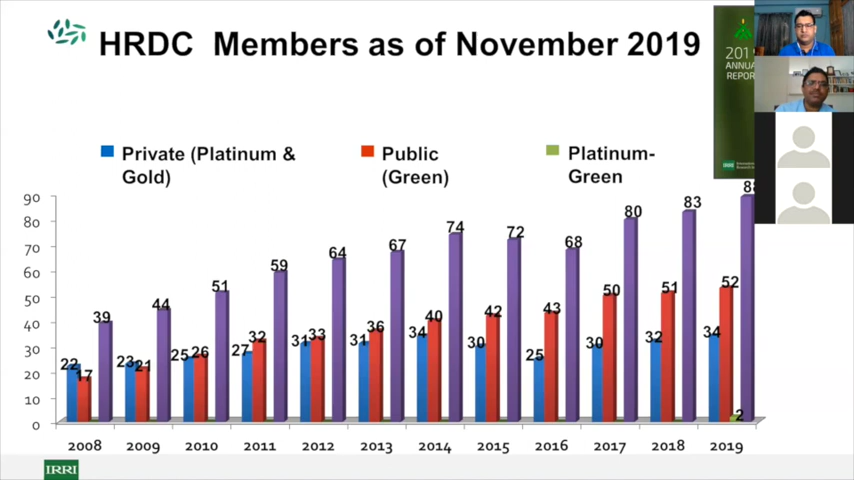 HRDC Members as of November 2019
ANNUA
REPOR
IRRI
Private (Platinum &
Gold)
Public
(Green)
Platinum-
Green
90
80
70
60
50
40
30
20
10
0
22 17 39
23 21 44
25 26 51
27 32 59
31 33 64
31 36 67
34 40 74
30 42 72
25 43 68
30 50 80
32 51 83
34 52 2
2008 2009 2010 2011 2012 2013 2014 2015 2016 2017 2018 2019
IRRI